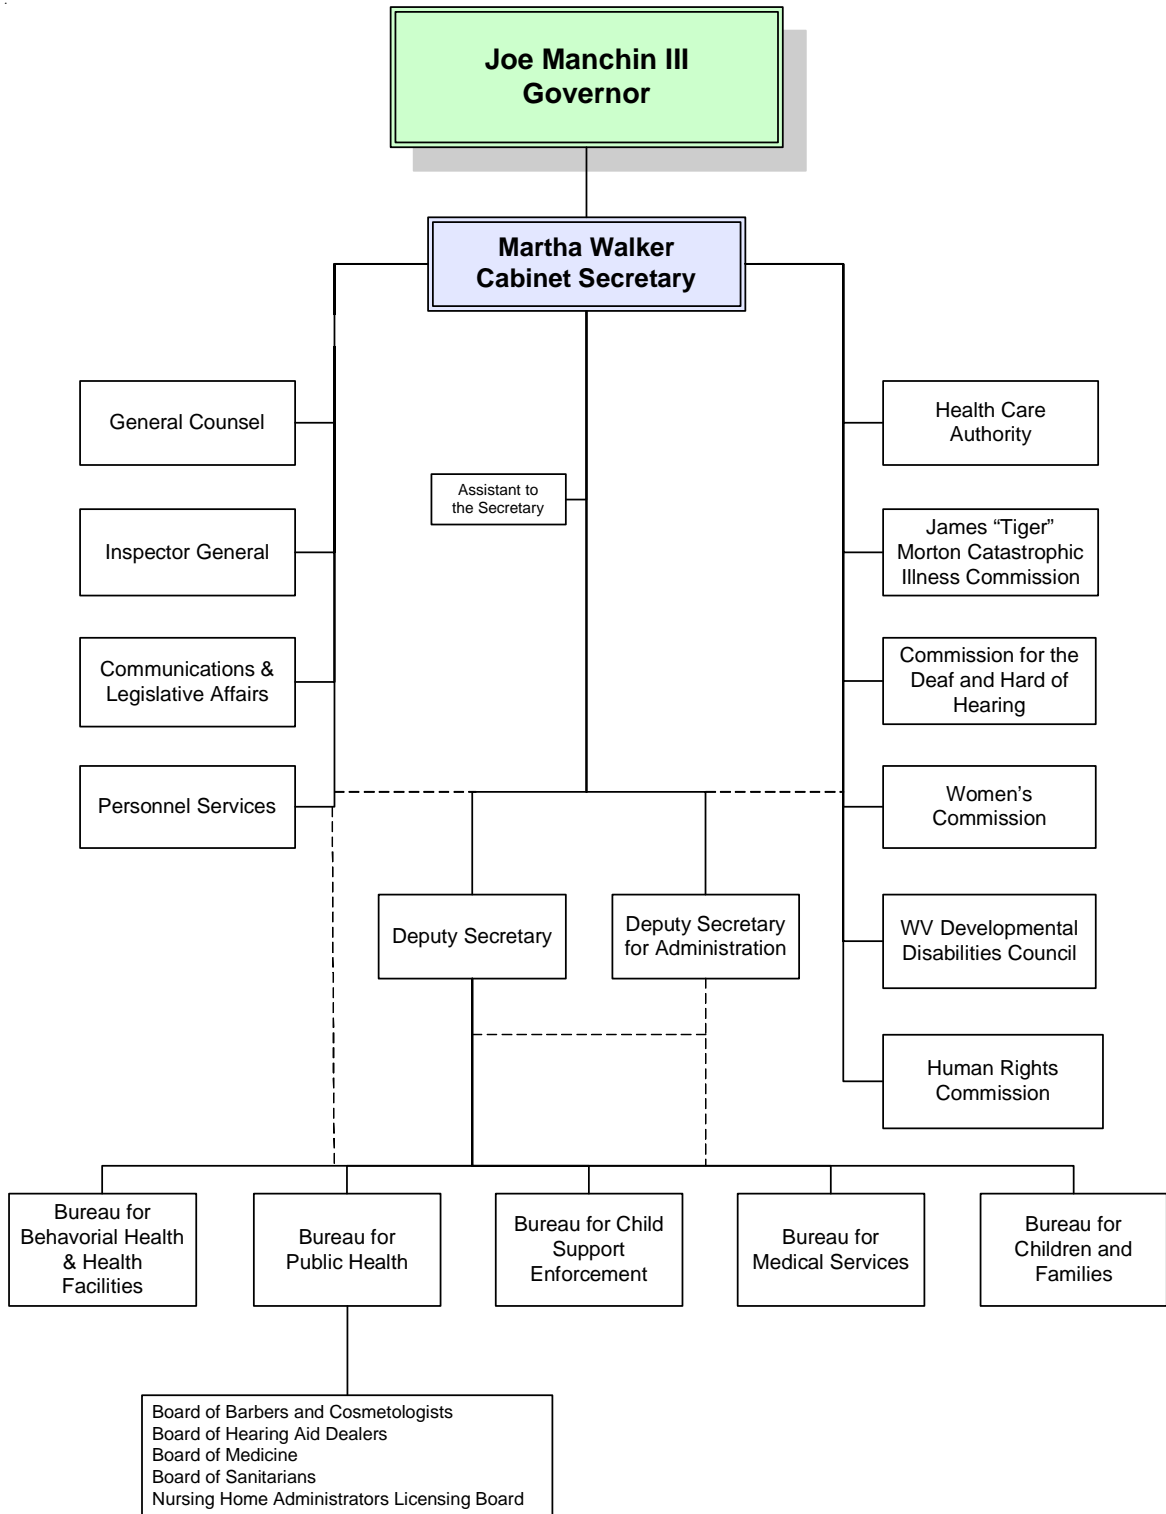 Joe Manchin III
Governor
Martha Walker
Cabinet Secretary
General Counsel
Health Care
Authority
Assistant to
the Secretary
Inspector General
James “Tiger”
Morton Catastrophic
Illness Commission
Communications &
Legislative Affairs
Commission for the
Deaf and Hard of
Hearing
Personnel Services
Women’s
Commission
Deputy Secretary
Deputy Secretary
for Administration
WV Developmental
Disabilities Council
Human Rights
Commission
Bureau for
Behavorial Health
& Health
Facilities
Bureau for
Public Health
Bureau for Child
Support
Enforcement
Bureau for
Medical Services
Bureau for
Children and
Families
Board of Barbers and Cosmetologists
Board of Hearing Aid Dealers
Board of Medicine
Board of Sanitarians
Nursing Home Administrators Licensing Board